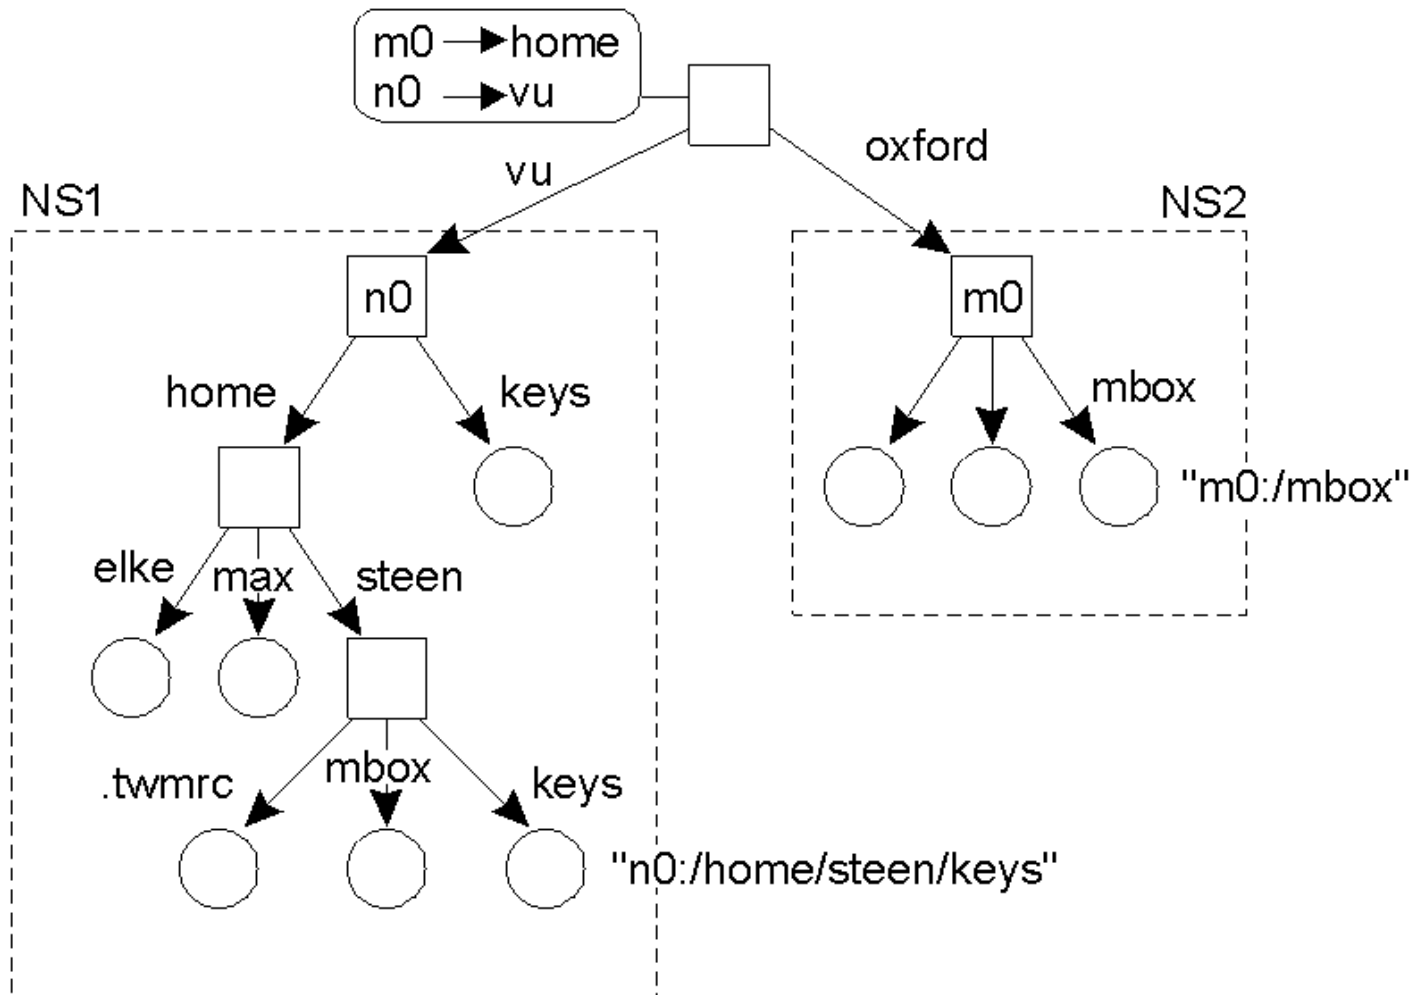 m0 → home
n0 → vu
vu
oxford
NS1
NS2
n0
m0
home
keys
mbox
"m0:/mbox"
elke
max
steen
.twmrc
mbox
keys
"n0:/home/steen/keys"